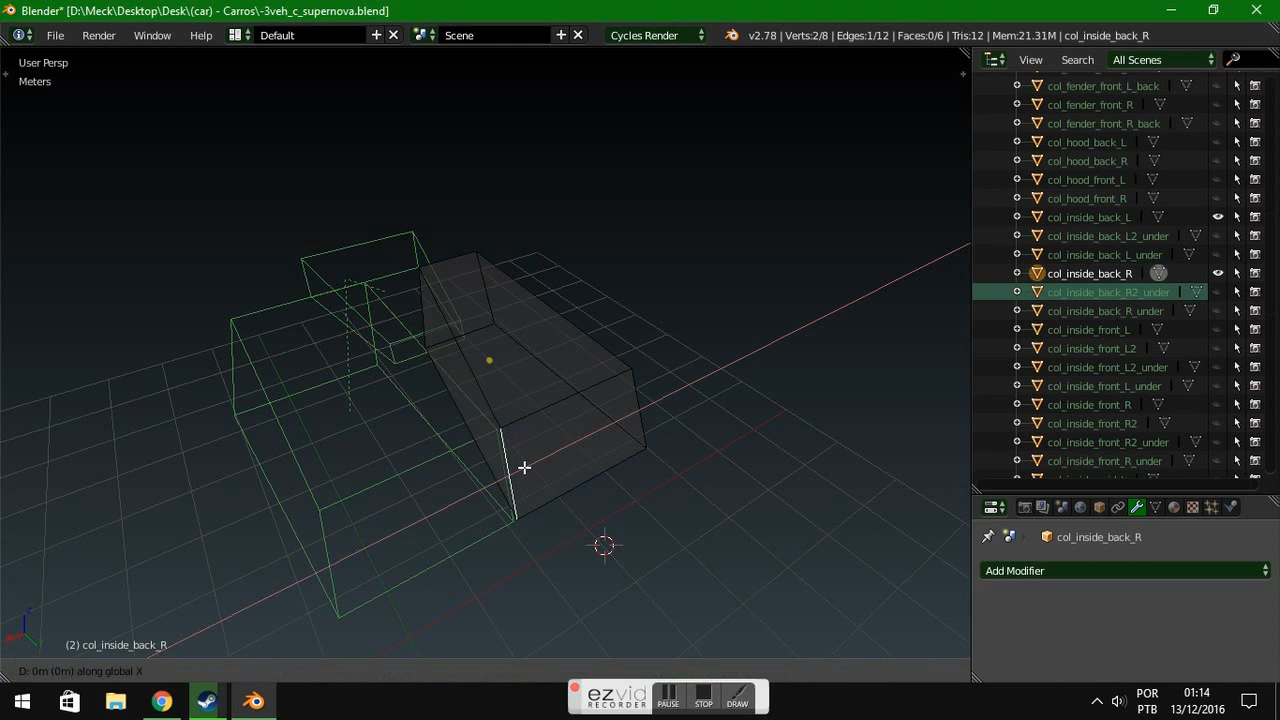 Blender* [D:\Meck\Desktop\Desk\(car) - Carros\-3veh_c_supernova.blend]
File Render Window Help Default Scene Cycles Render v2.78 | Verts:2/8 | Edges:1/12 | Faces:0/6 | Tris:12 | Mem:21.31M | col_inside_back_R
User Persp
Meters
View Search All Scenes
col_fender_front_L_back
col_fender_front_R
col_fender_front_R_back
col_hood_back_L
col_hood_back_R
col_hood_front_L
col_hood_front_R
col_inside_back_L
col_inside_back_L2_under
col_inside_back_L_under
col_inside_back_R
col_inside_back_R2_under
col_inside_back_R_under
col_inside_front_L
col_inside_front_L2
col_inside_front_L2_under
col_inside_front_L_under
col_inside_front_R
col_inside_front_R2
col_inside_front_R2_under
col_inside_front_R_under
col_inside_back_R
Add Modifier
(2) col_inside_back_R
D: 0m (0m) along global X
ezvid
RECORDER
PAUSE STOP DRAW
POR
PTB
01:14
13/12/2016